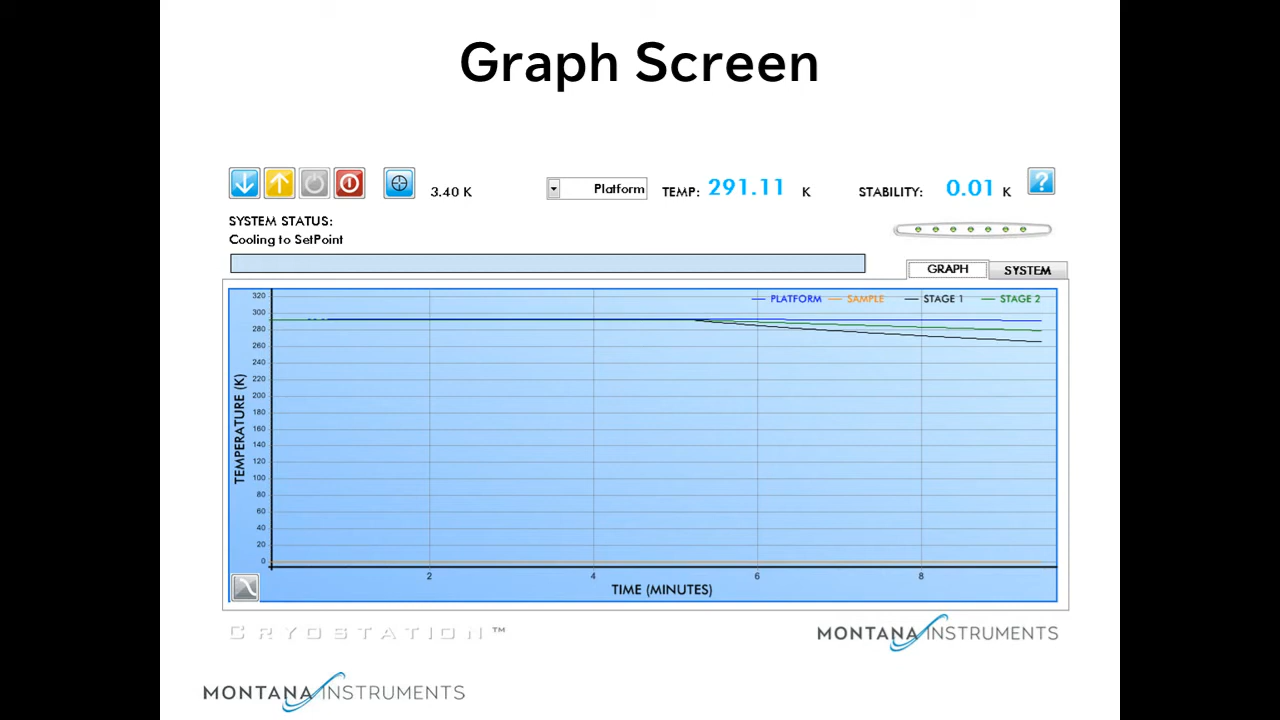 Graph Screen
3.40 K
Platform
TEMP: 291.11 K
STABILITY: 0.01 K
?
SYSTEM STATUS:
Cooling to SetPoint
GRAPH
SYSTEM
PLATFORM
SAMPLE
STAGE 1
STAGE 2
320
300
280
260
240
220
200
180
160
140
120
100
80
60
40
20
0
TEMPERATURE (K)
2
4
6
8
TIME (MINUTES)
CRYOSTATION™
MONTANA INSTRUMENTS
MONTANA INSTRUMENTS